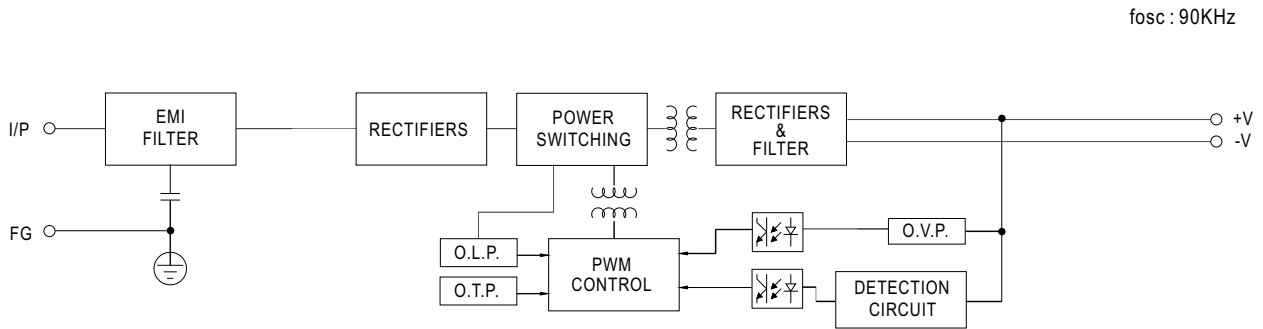 fosc : 90KHz
I/P
EMI
FILTER
RECTIFIERS
POWER
SWITCHING
RECTIFIERS
&
FILTER
+V
-V
FG
O.L.P.
O.T.P.
PWM
CONTROL
O.V.P.
DETECTION
CIRCUIT